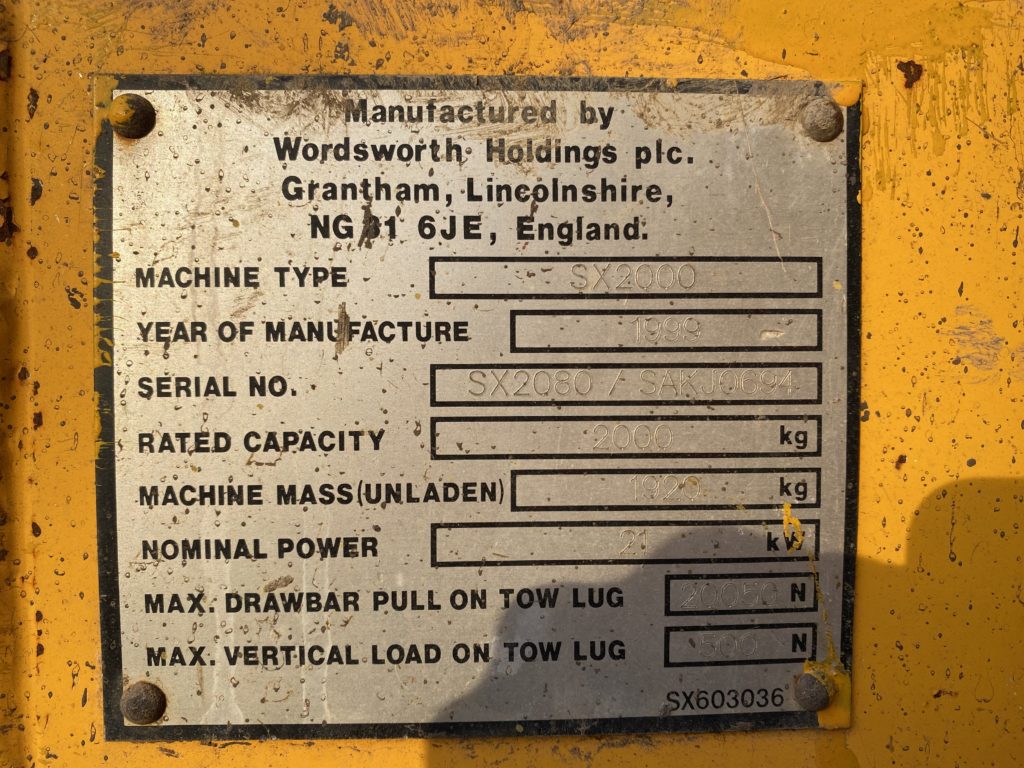 Manufactured by
Wordsworth Holdings plc.
Grantham, Lincolnshire,
NG31 6JE, England.
MACHINE TYPE SX2000
YEAR OF MANUFACTURE 1999
SERIAL NO. SX2080 / SAKJ0694
RATED CAPACITY 2000 kg
MACHINE MASS (UNLADEN) 1920 kg
NOMINAL POWER 21 kW
MAX. DRAWBAR PULL ON TOW LUG 20050 N
MAX. VERTICAL LOAD ON TOW LUG 500 N
SX603036